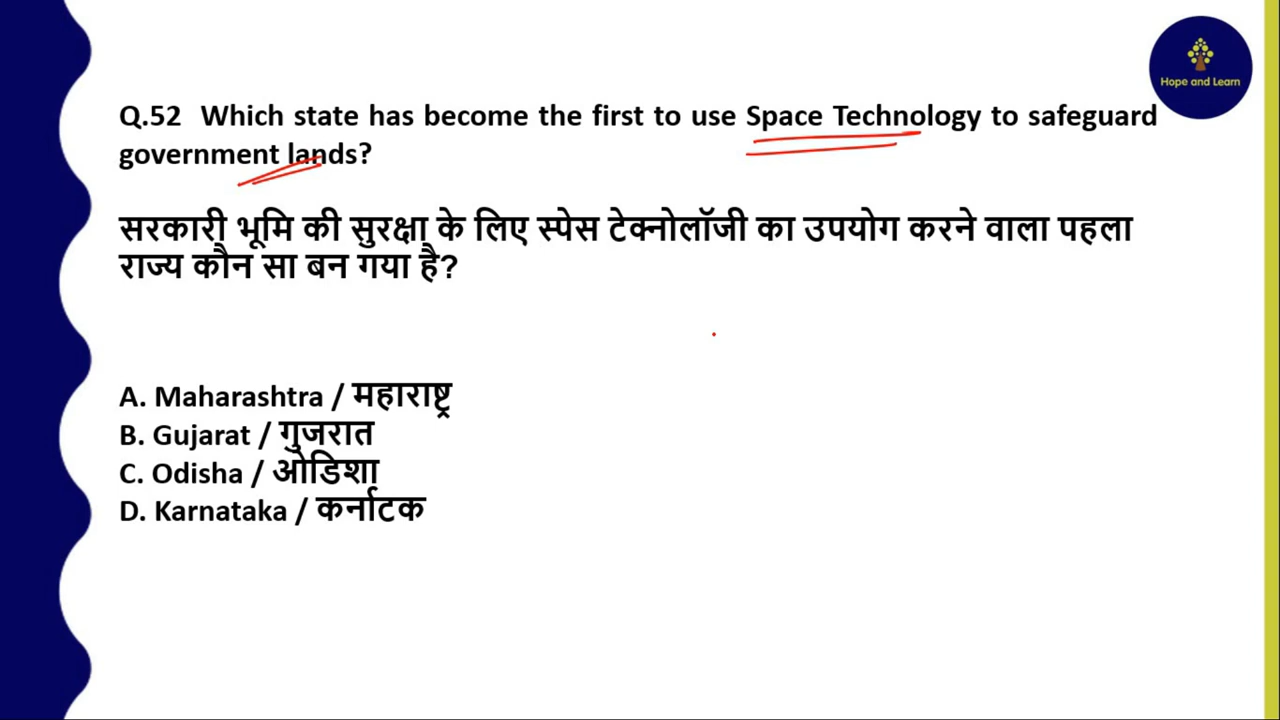 Hope and Learn
Q.52 Which state has become the first to use Space Technology to safeguard
government lands?
सरकारी भूमि की सुरक्षा के लिए स्पेस टेक्नोलॉजी का उपयोग करने वाला पहला
राज्य कौन सा बन गया है?
A. Maharashtra / महाराष्ट्र
B. Gujarat / गुजरात
C. Odisha / ओडिशा
D. Karnataka / कर्नाटक